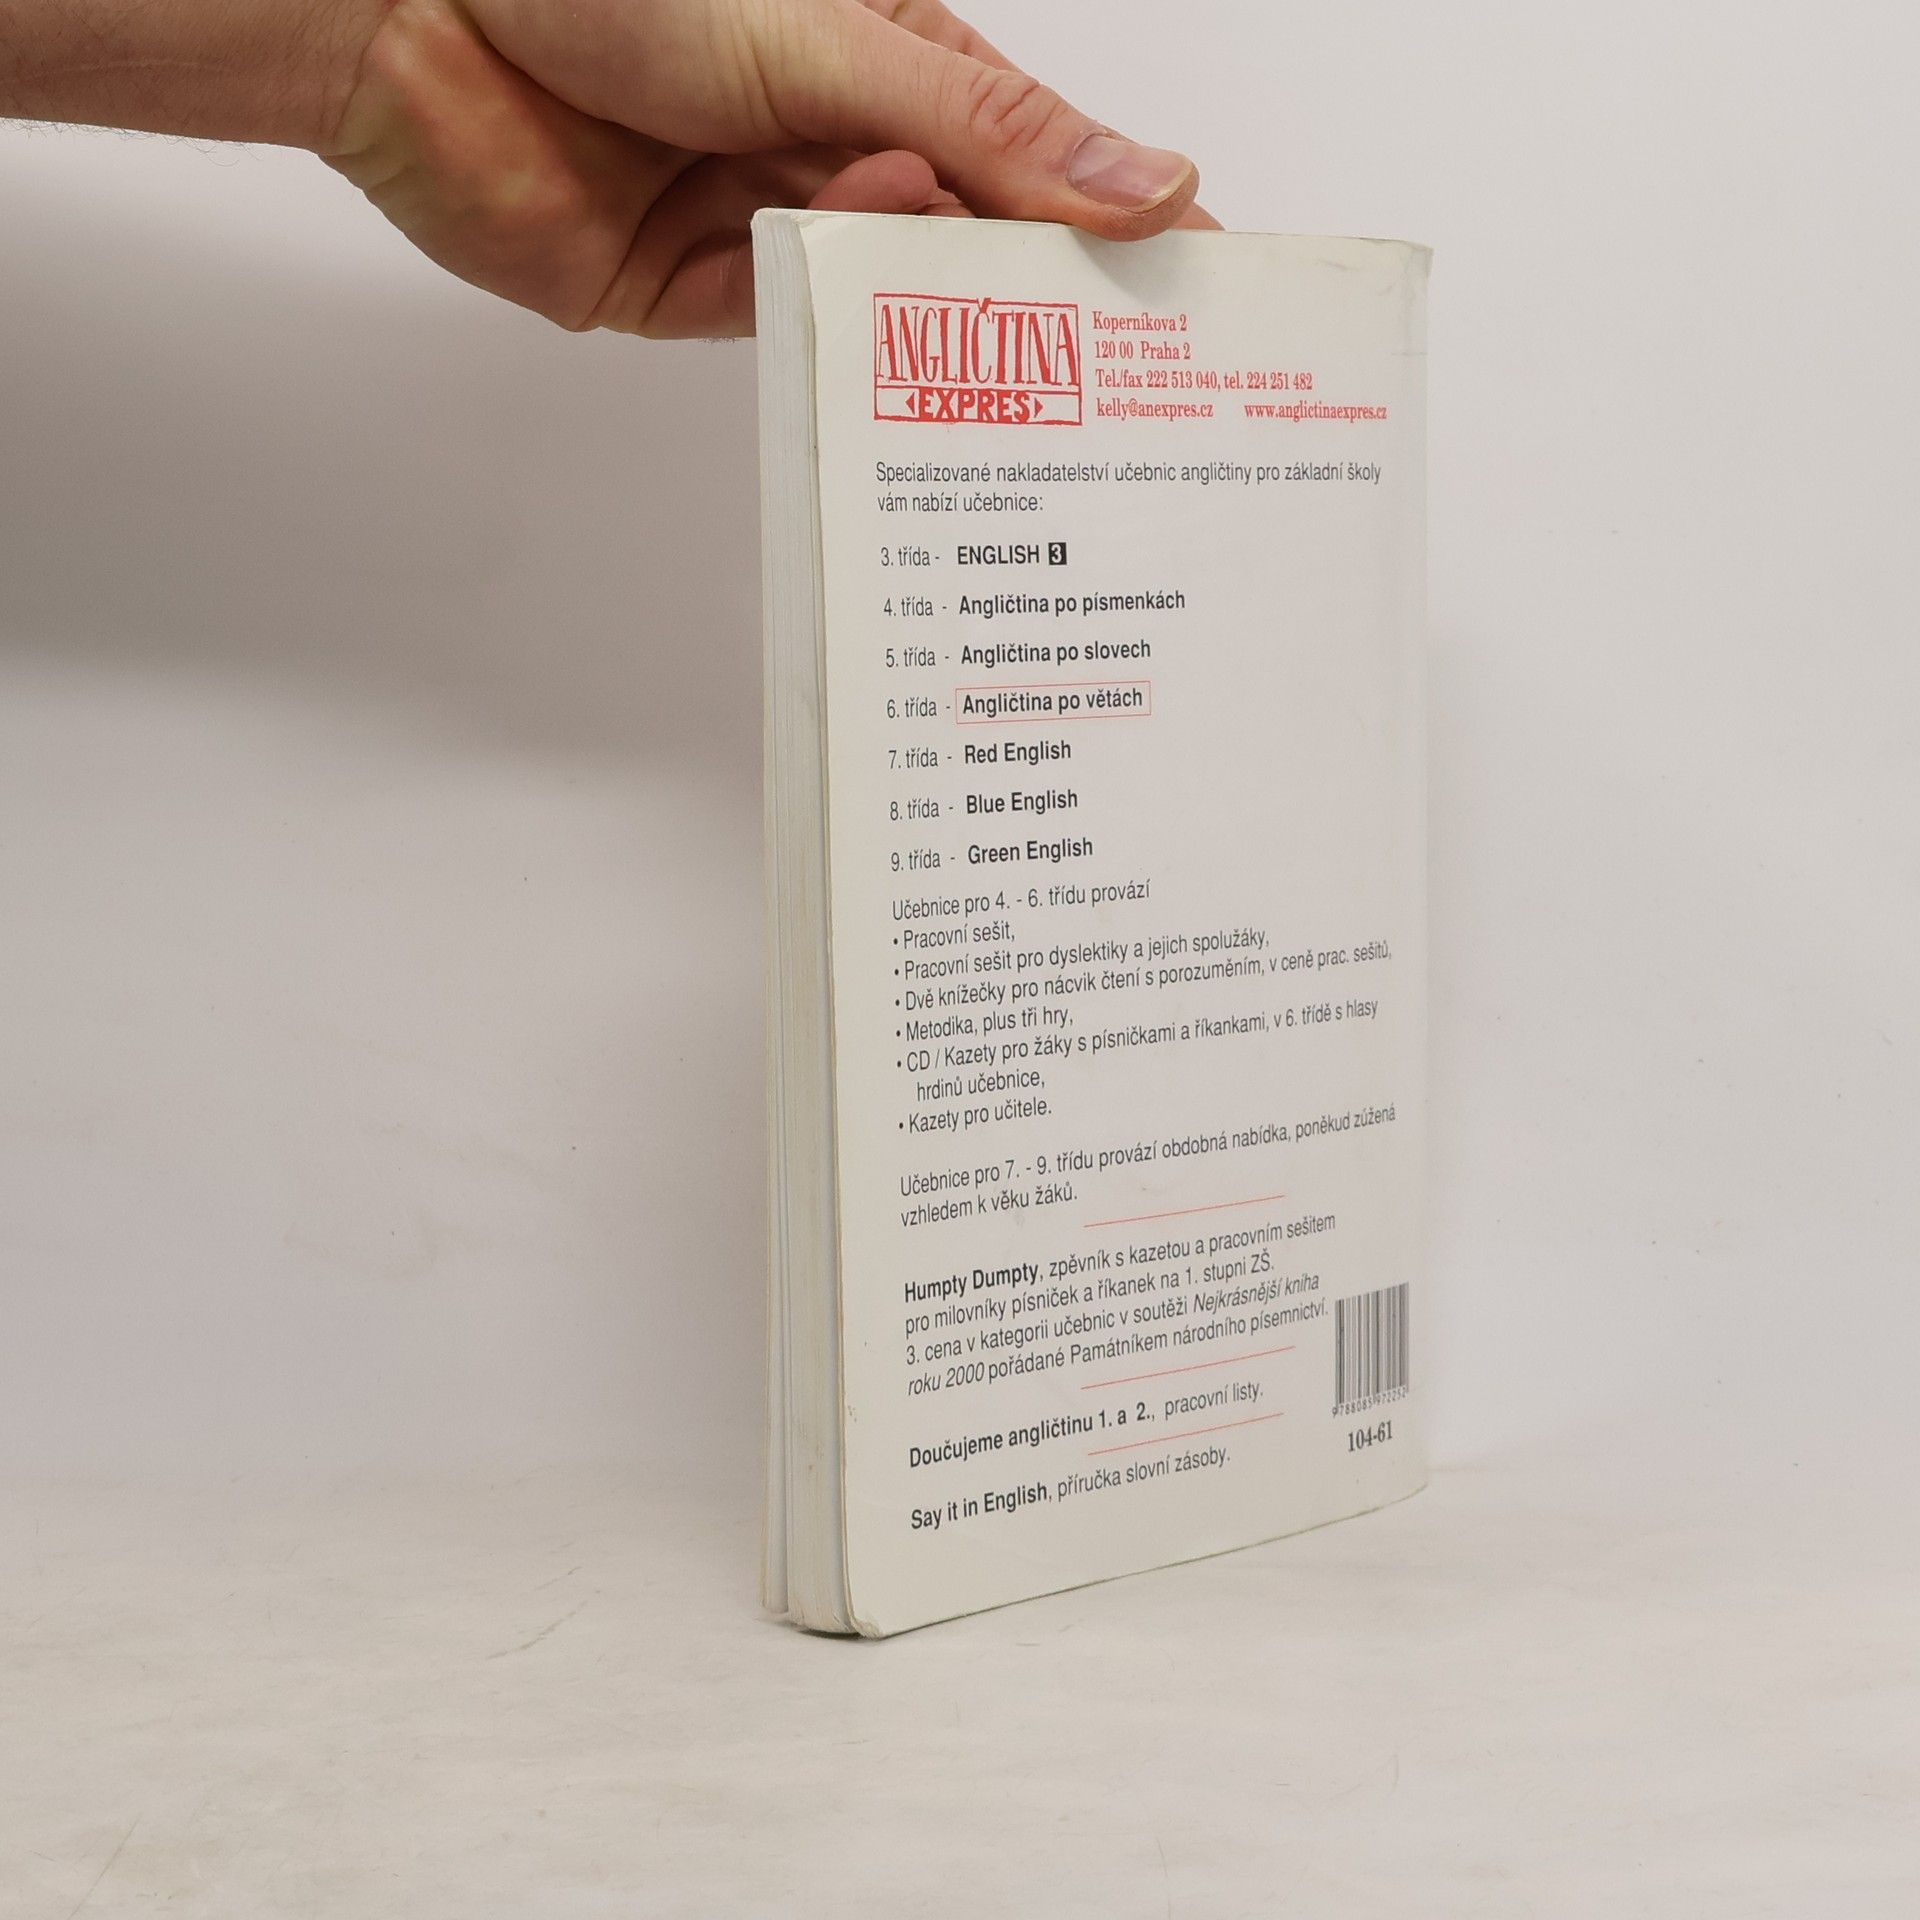 ANGLIČTINA
EXPRES
Koperníkova 2
120 00 Praha 2
Tel./fax 222 513 040, tel. 224 251 482
kelly@anexpres.cz www.anglictinaexpres.cz
Specializované nakladatelství učebnic angličtiny pro základní školy
vám nabízí učebnice:
3. třída - ENGLISH 3
4. třída - Angličtina po písmenkách
5. třída - Angličtina po slovech
6. třída - Angličtina po větách
7. třída - Red English
8. třída - Blue English
9. třída - Green English
Učebnice pro 4. - 6. třídu provází
• Pracovní sešit,
• Pracovní sešit pro dyslektiky a jejich spolužáky,
• Dvě knížečky pro nácvik čtení s porozuměním, v ceně prac. sešitů,
• Metodika, plus tři hry,
• CD / Kazety pro žáky s písničkami a říkankami, v 6. třídě s hlasy
hrdinů učebnice,
• Kazety pro učitele.
Učebnice pro 7. - 9. třídu provází obdobná nabídka, poněkud zúžená
vzhledem k věku žáků.
Humpty Dumpty, zpěvník s kazetou a pracovním sešitem
pro milovníky písniček a říkanek na 1. stupni ZŠ.
3. cena v kategorii učebnic v soutěži Nejkrásnější kniha
roku 2000 pořádané Památníkem národního písemnictví.
Doučujeme angličtinu 1. a 2., pracovní listy.
Say it in English, příručka slovní zásoby.
9 788085 972252
104-61